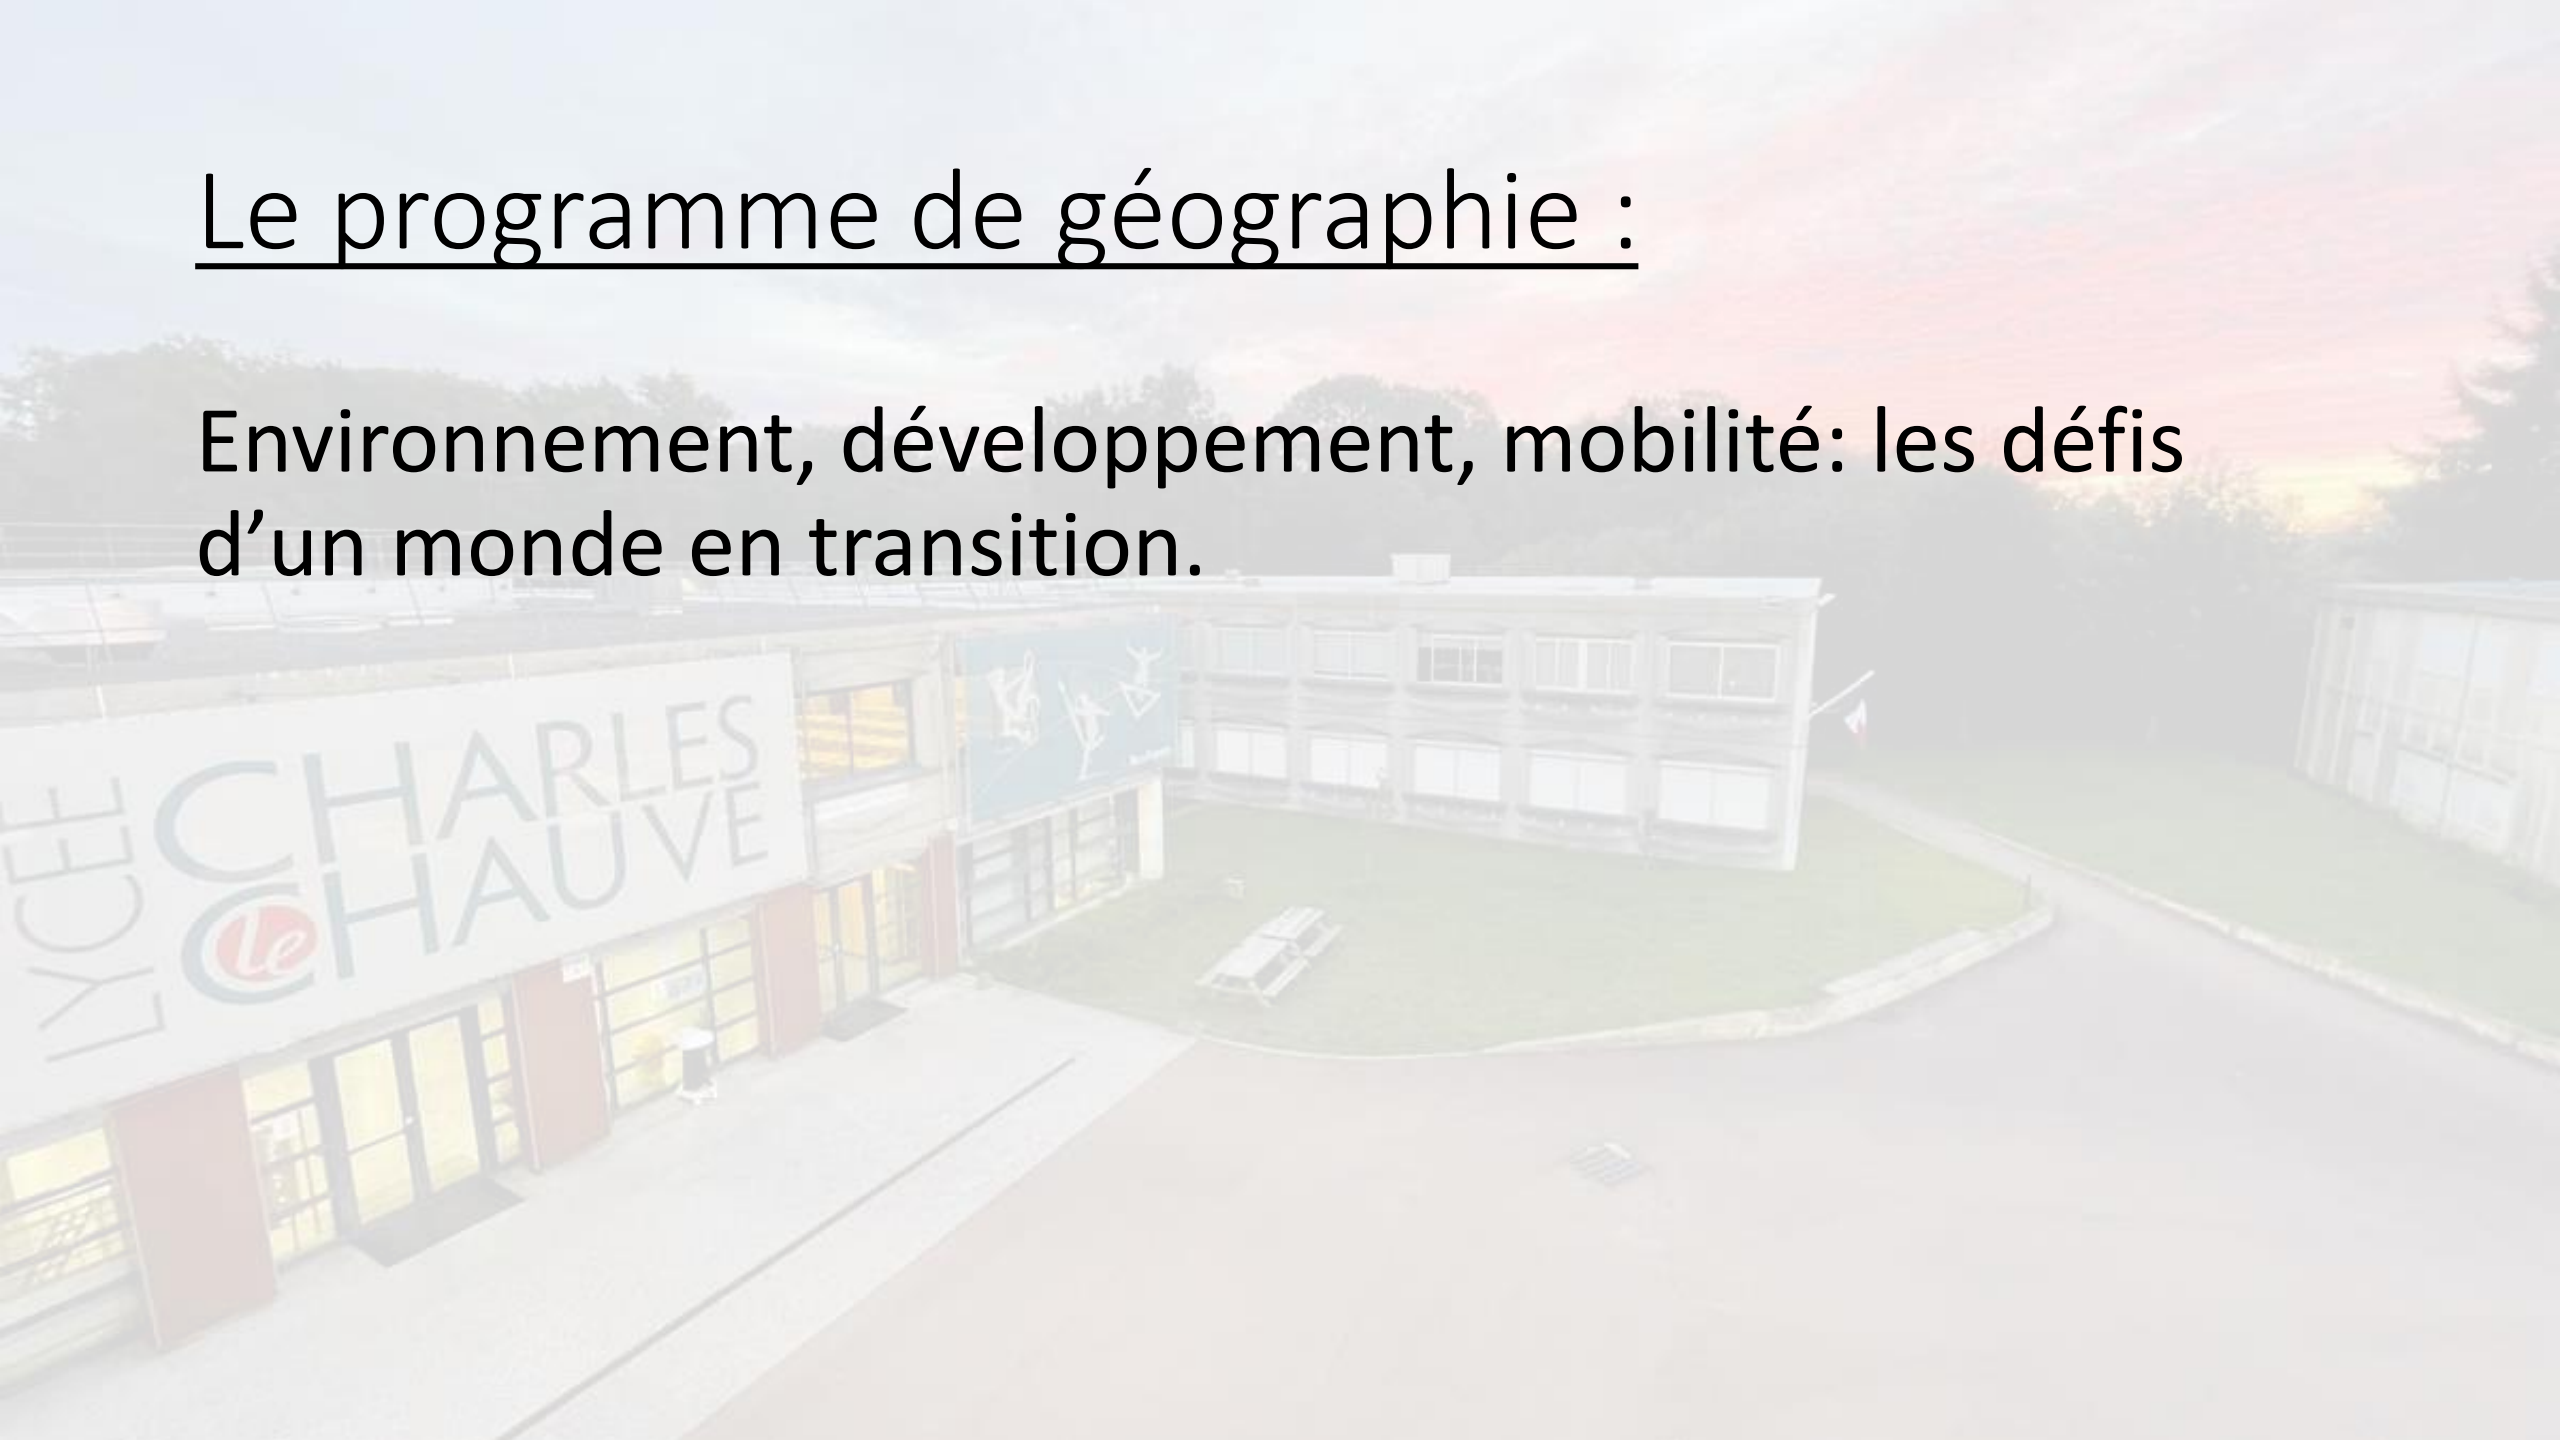 Le programme de géographie :
Environnement, développement, mobilité: les défis
d’un monde en transition.
LYCEE
CHARLES
le CHAUVE